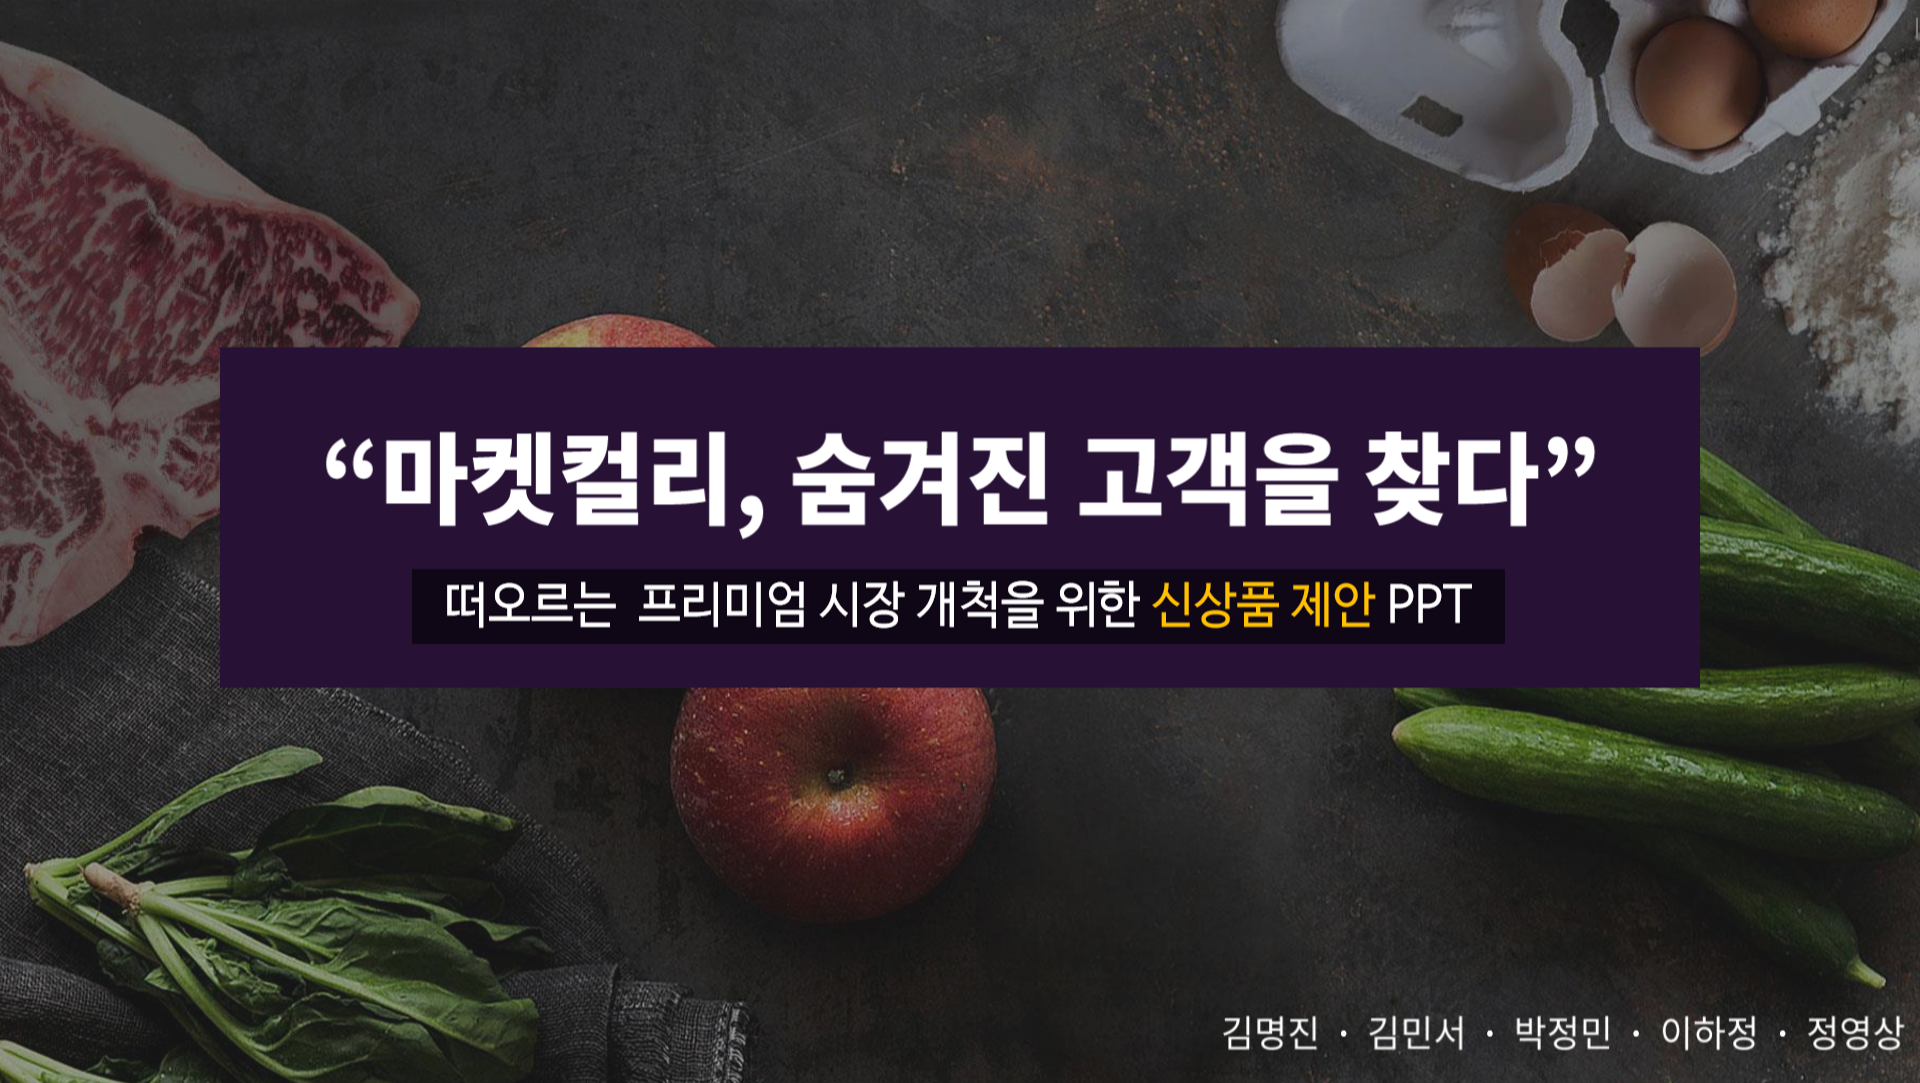 “마켓컬리, 숨겨진 고객을 찾다”
떠오르는 프리미엄 시장 개척을 위한 신상품 제안 PPT
김명진 · 김민서 · 박정민 · 이하정 · 정영상